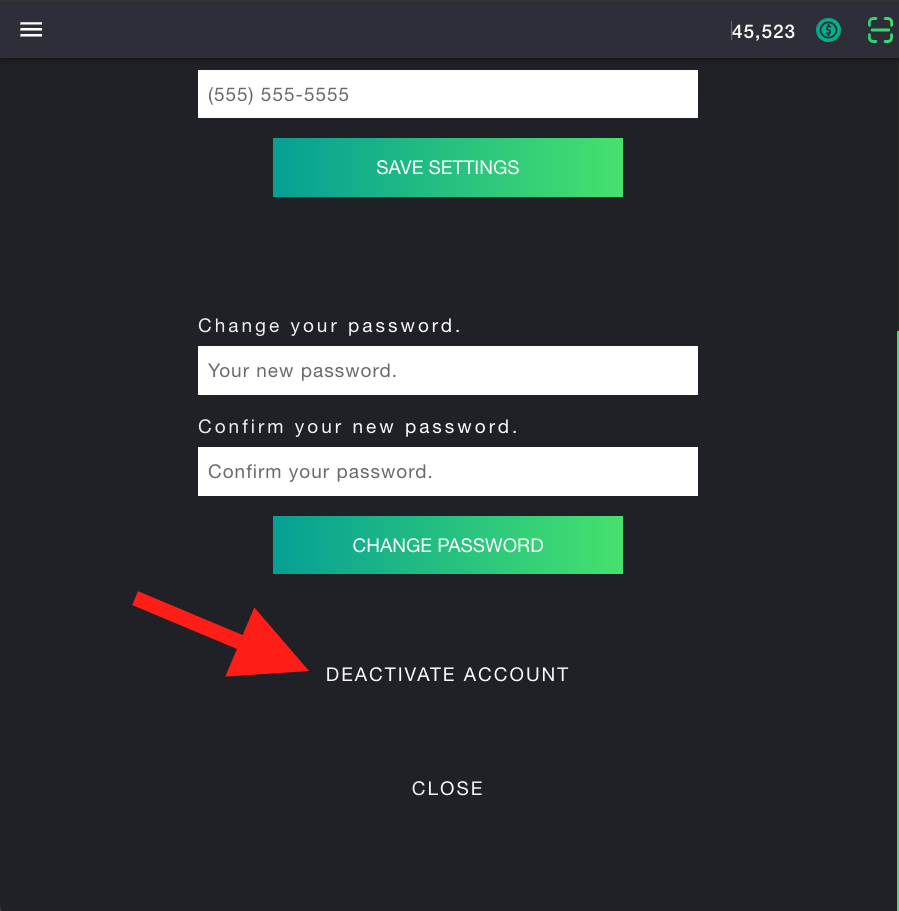 45,523
(555) 555-5555
SAVE SETTINGS
Change your password.
Your new password.
Confirm your new password.
Confirm your password.
CHANGE PASSWORD
DEACTIVATE ACCOUNT
CLOSE